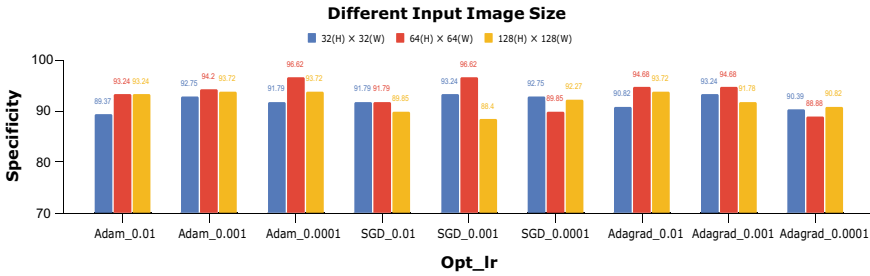 Different Input Image Size
32(H) × 32(W) 64(H) × 64(W) 128(H) × 128(W)
Specificity
100
90
80
70
89.37 93.24 93.24
92.75 94.2 93.72
91.79 96.62 93.72
91.79 91.79 89.85
93.24 96.62 88.4
92.75 89.85 92.27
90.82 94.68 93.72
93.24 94.68 91.78
90.39 88.88 90.82
Adam_0.01 Adam_0.001 Adam_0.0001 SGD_0.01 SGD_0.001 SGD_0.0001 Adagrad_0.01 Adagrad_0.001 Adagrad_0.0001
Opt_lr